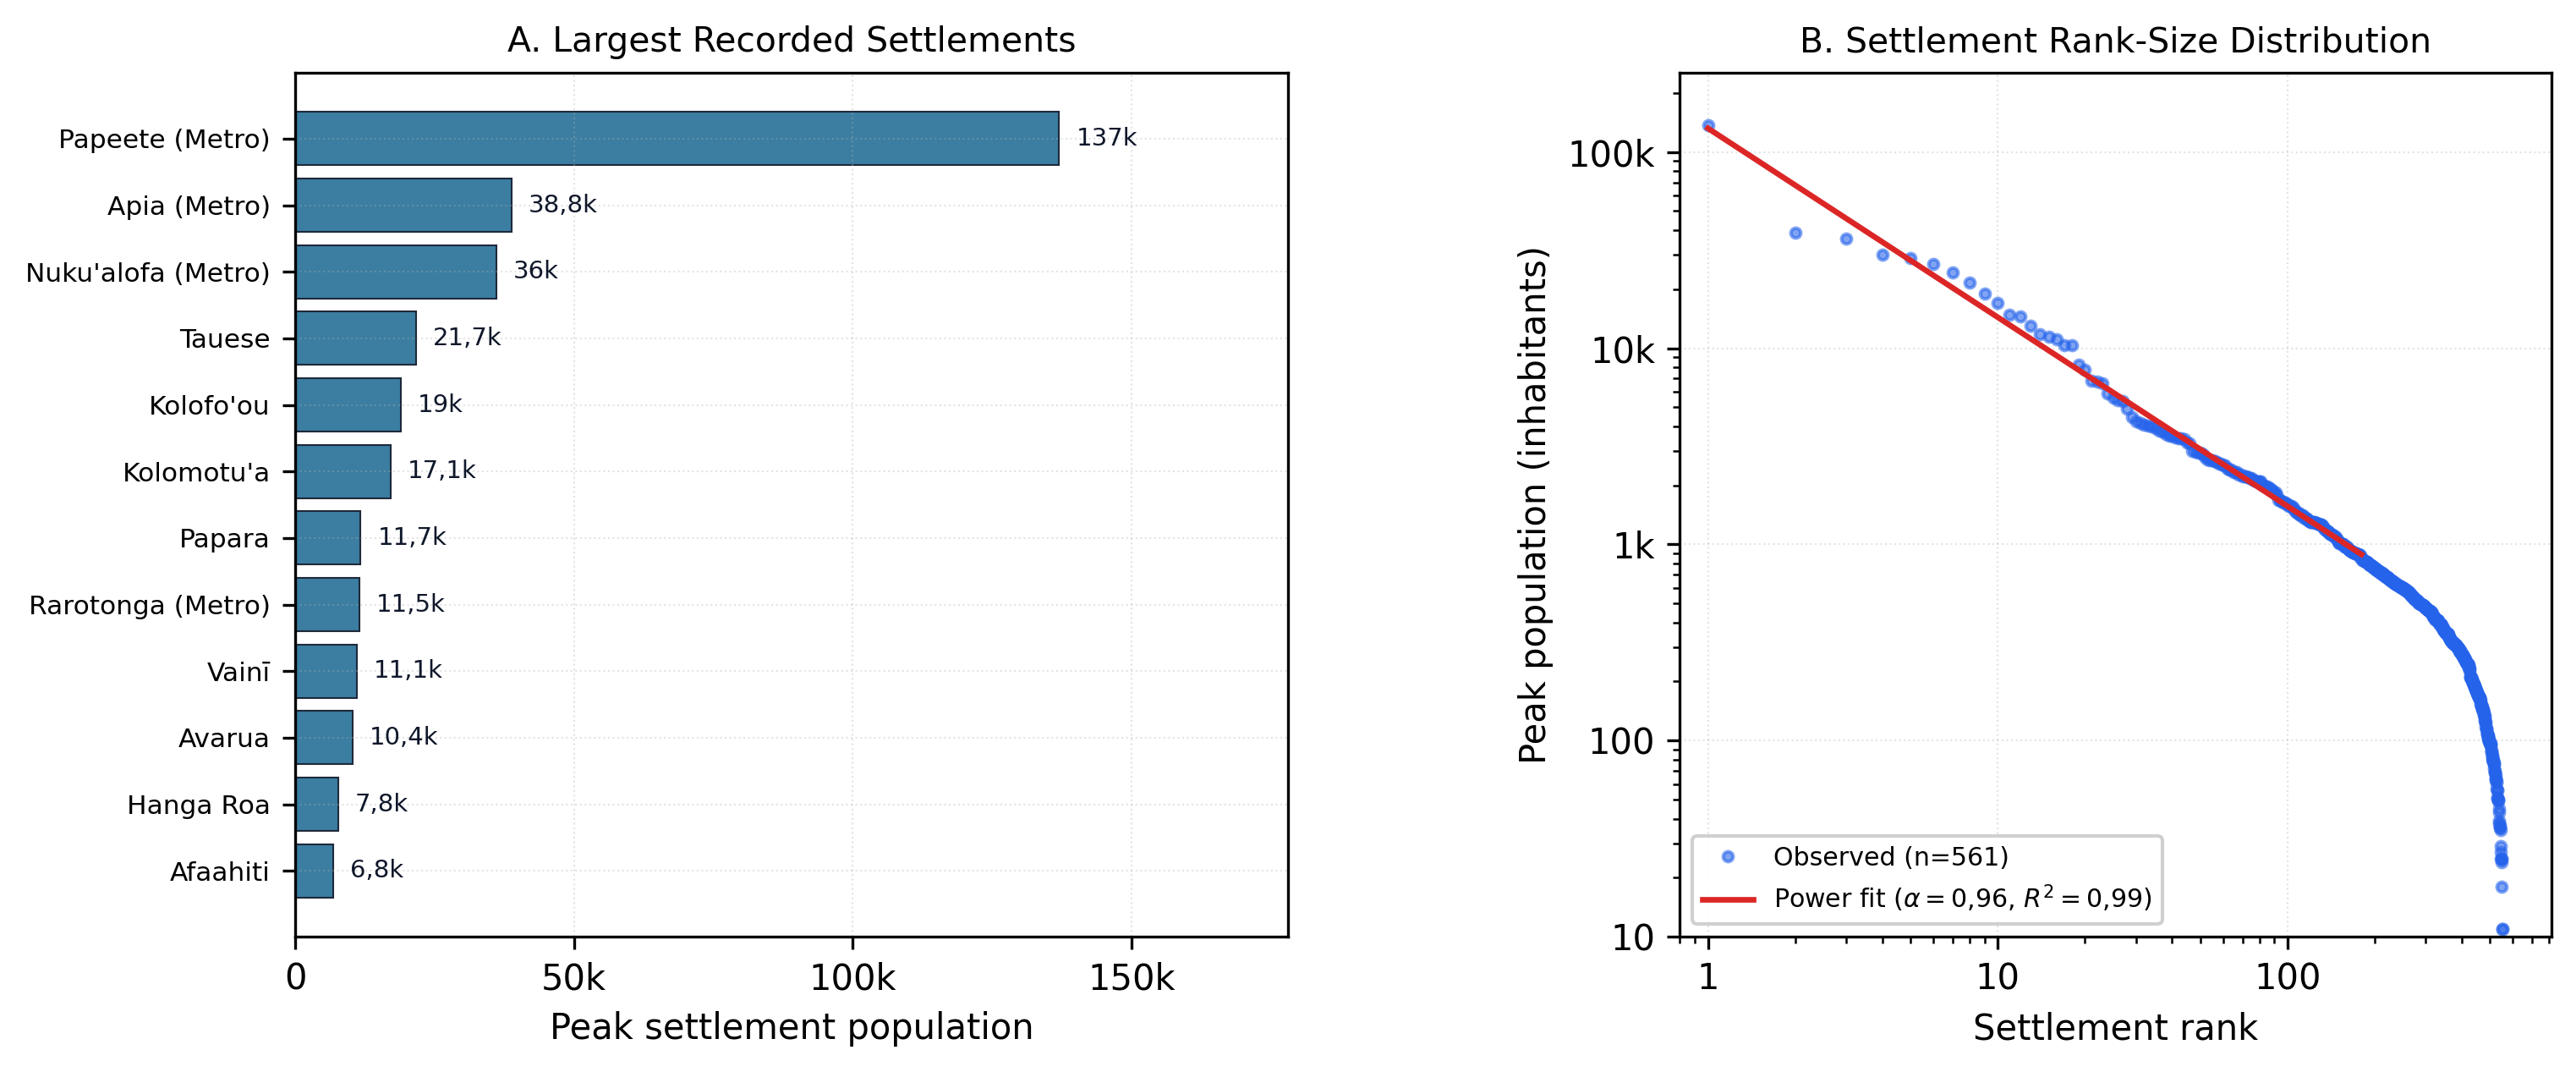 A. Largest Recorded Settlements
Papeete (Metro)
137k
Apia (Metro)
38,8k
Nuku'alofa (Metro)
36k
Tauese
21,7k
Kolofo'ou
19k
Kolomotu'a
17,1k
Papara
11,7k
Rarotonga (Metro)
11,5k
Vainī
11,1k
Avarua
10,4k
Hanga Roa
7,8k
Afaahiti
6,8k
0
50k
100k
150k
Peak settlement population
B. Settlement Rank-Size Distribution
Peak population (inhabitants)
100k
10k
1k
100
10
Observed (n=561)
Power fit (α = 0,96, R² = 0,99)
1
10
100
Settlement rank